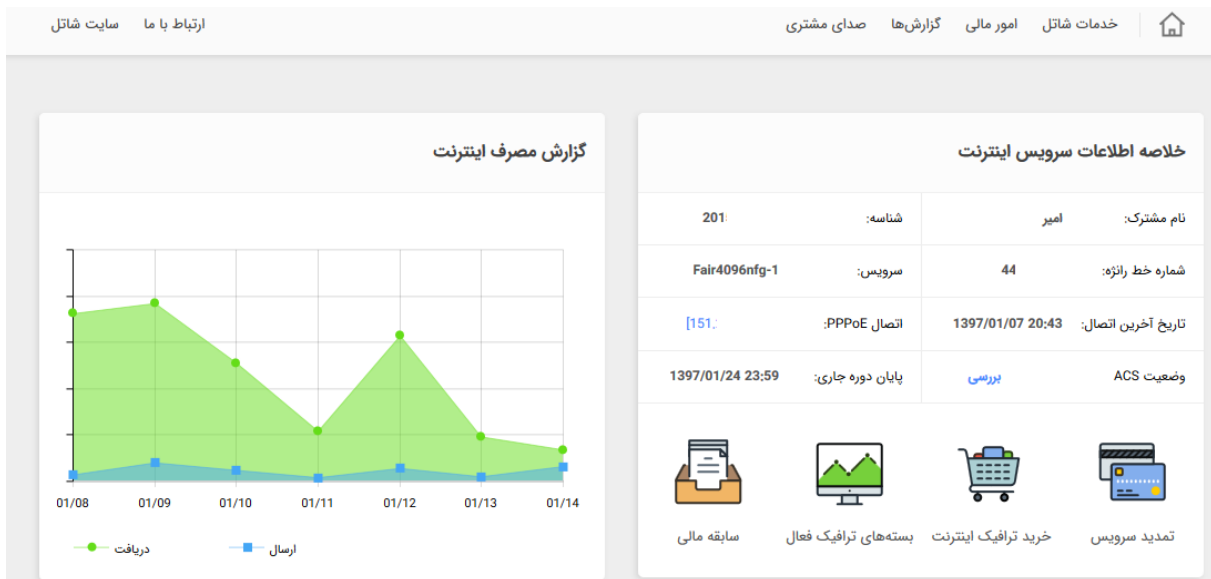 خدمات شاتل امور مالی گزارش‌ها صدای مشتری ارتباط با ما سایت شاتل
خلاصه اطلاعات سرویس اینترنت
نام مشترک: امیر شناسه: 201
شماره خط رانژه: 44 سرویس: Fair4096nfg-1
تاریخ آخرین اتصال: 1397/01/07 20:43 اتصال PPPoE: [151.
وضعیت ACS بررسی پایان دوره جاری: 1397/01/24 23:59
تمدید سرویس خرید ترافیک اینترنت بسته‌های ترافیک فعال سابقه مالی
گزارش مصرف اینترنت
01/08 01/09 01/10 01/11 01/12 01/13 01/14
ارسال دریافت